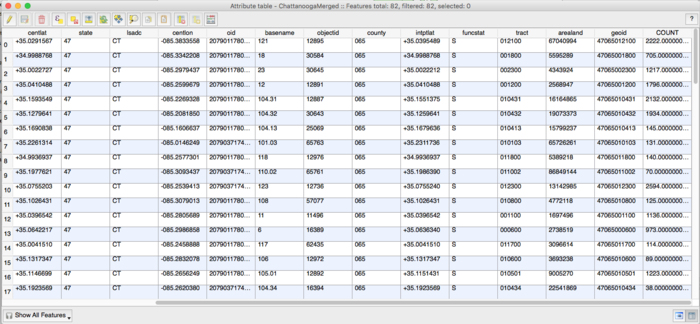 Attribute table - ChattanoogaMerged :: Features total: 82, filtered: 82, selected: 0
centlat state lsadc centlon oid basename objectid county intptlat funcstat tract arealand geoid COUNT
0 +35.0291567 47 CT -085.3833558 2079011780... 121 12895 065 +35.0395489 S 012100 67040994 47065012100 2222.000000...
1 +34.9988768 47 CT -085.3342208 2079011780... 18 30584 065 +34.9988768 S 001800 5595289 47065001800 705.0000000...
2 +35.0022727 47 CT -085.2979437 2079011780... 23 30645 065 +35.0022212 S 002300 4343924 47065002300 1217.000000...
3 +35.0410488 47 CT -085.2599679 2079011780... 12 12891 065 +35.0410488 S 001200 2568947 47065001200 1796.000000...
4 +35.1593549 47 CT -085.2269328 2079011780... 104.31 12887 065 +35.1551375 S 010431 16164865 47065010431 2132.000000...
5 +35.1279641 47 CT -085.2081850 2079011780... 104.32 30643 065 +35.1259641 S 010432 19073373 47065010432 1934.000000...
6 +35.1690838 47 CT -085.1606637 2079011780... 104.13 25069 065 +35.1679636 S 010413 15799237 47065010413 145.0000000...
7 +35.2261314 47 CT -085.0146249 2079037174... 101.03 65763 065 +35.2311736 S 010103 65726261 47065010103 131.0000000...
8 +34.9936937 47 CT -085.2577301 2079011780... 118 12976 065 +34.9936937 S 011800 5389218 47065011800 140.0000000...
9 +35.1977621 47 CT -085.3093437 2079037174... 110.02 65761 065 +35.1986390 S 011002 86849144 47065011002 70.00000000...
10 +35.0755203 47 CT -085.2539413 2079037174... 123 12736 065 +35.0755240 S 012300 13142985 47065012300 2594.000000...
11 +35.1026431 47 CT -085.3079013 2079011780... 108 57077 065 +35.1026431 S 010800 4772118 47065010800 125.0000000...
12 +35.0396542 47 CT -085.2805689 2079011780... 11 11496 065 +35.0396542 S 001100 1697496 47065001100 1136.000000...
13 +35.0642217 47 CT -085.2986858 2079011780... 6 16389 065 +35.0636340 S 000600 2738519 47065000600 973.0000000...
14 +35.0041510 47 CT -085.2458888 2079011780... 117 62435 065 +35.0041510 S 011700 3096614 47065011700 114.0000000...
15 +35.1317347 47 CT -085.2832078 2079011780... 106 12972 065 +35.1317347 S 010600 3693238 47065010600 89.00000000...
16 +35.1146699 47 CT -085.2656249 2079011780... 105.01 12892 065 +35.1151431 S 010501 9005270 47065010501 1223.000000...
17 +35.1923569 47 CT -085.2620380 2079037174... 104.34 16394 065 +35.1923569 S 010434 22541869 47065010434 38.00000000...
Show All Features